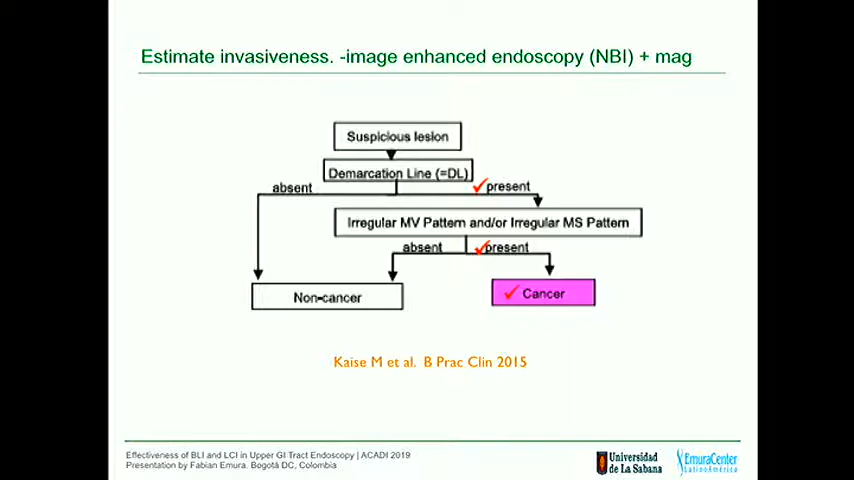 Estimate invasiveness. -image enhanced endoscopy (NBI) + mag
Suspicious lesion
Demarcation Line (=DL)
absent
present
Irregular MV Pattern and/or Irregular MS Pattern
absent
present
Non-cancer
Cancer
Kaise M et al. B Prac Clin 2015
Effectiveness of BLI and LCI in Upper GI Tract Endoscopy | ACADI 2019
Presentation by Fabian Emura. Bogotá DC, Colombia
Universidad
de La Sabana
EmuraCenter
LatinoAmérica